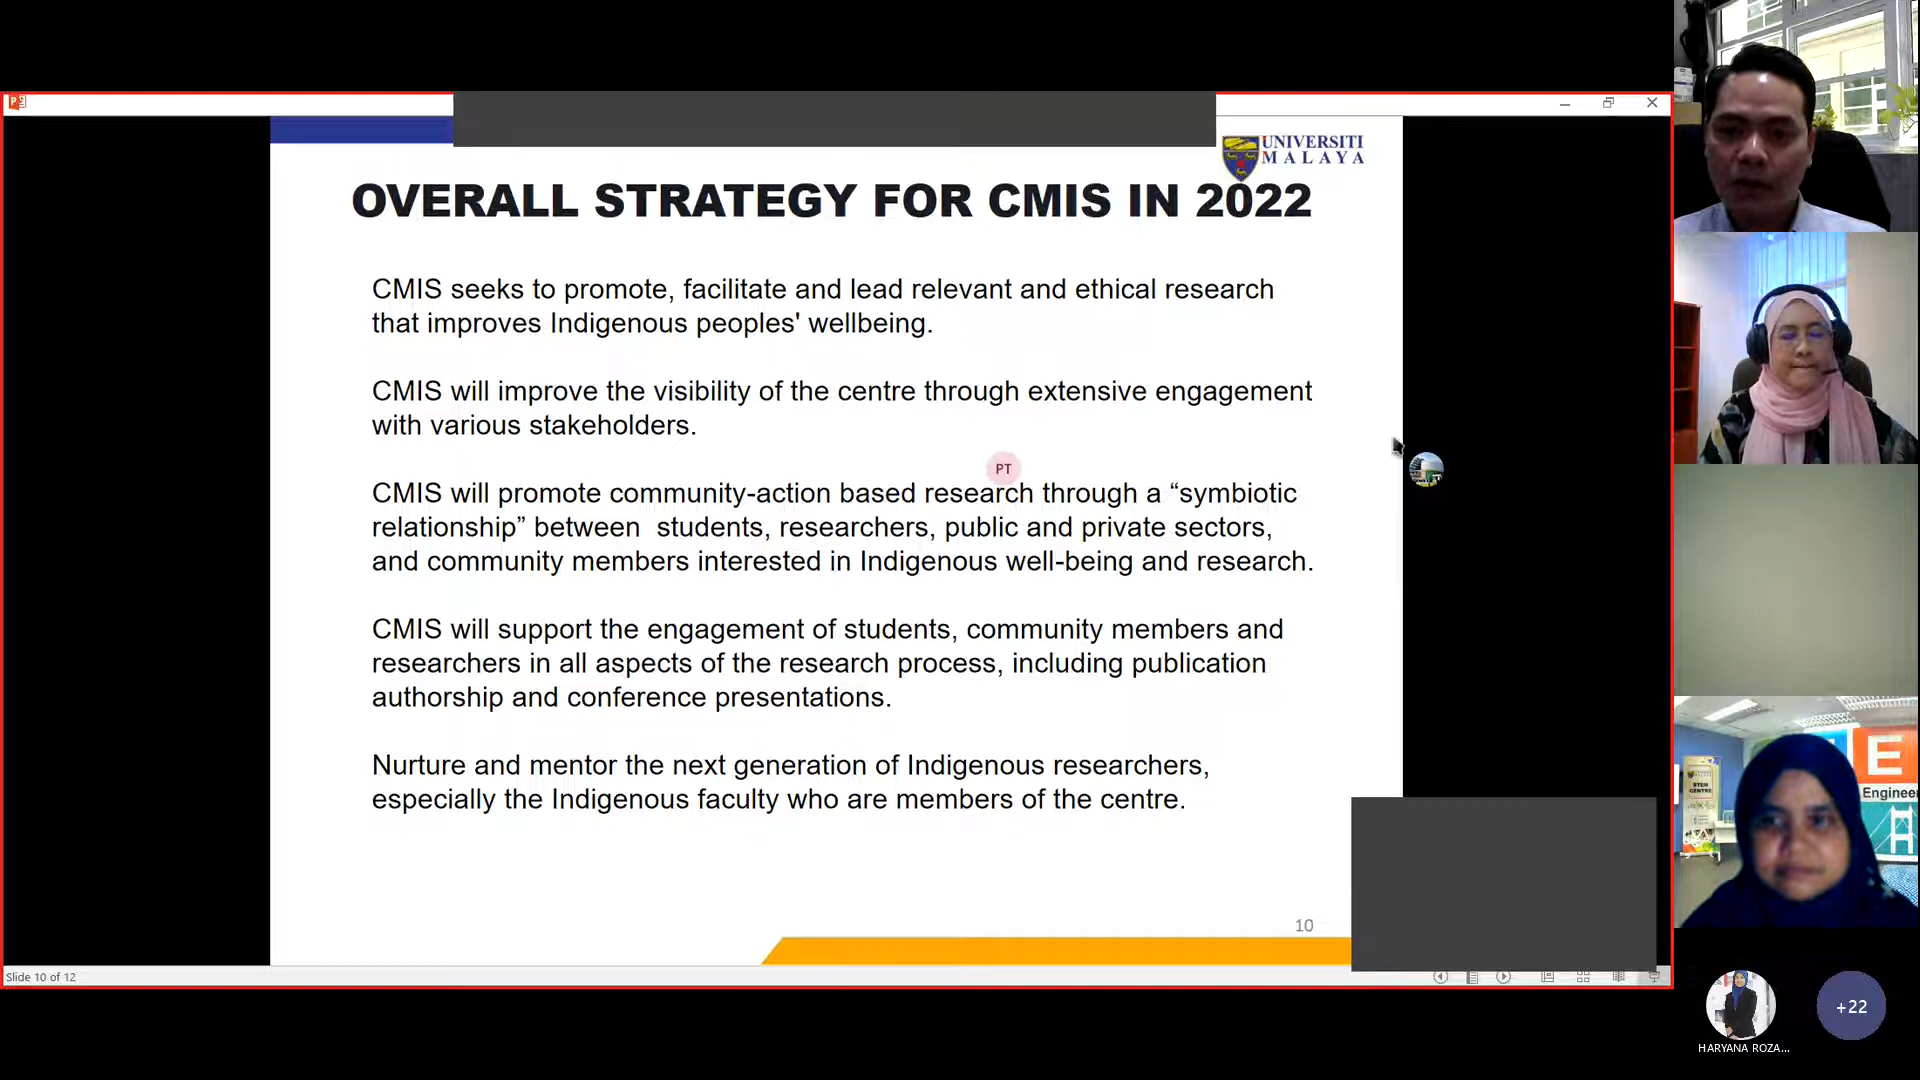 UNIVERSITI
MALAYA
OVERALL STRATEGY FOR CMIS IN 2022
CMIS seeks to promote, facilitate and lead relevant and ethical research
that improves Indigenous peoples' wellbeing.
CMIS will improve the visibility of the centre through extensive engagement
with various stakeholders.
PT
CMIS will promote community-action based research through a “symbiotic
relationship” between students, researchers, public and private sectors,
and community members interested in Indigenous well-being and research.
CMIS will support the engagement of students, community members and
researchers in all aspects of the research process, including publication
authorship and conference presentations.
Nurture and mentor the next generation of Indigenous researchers,
especially the Indigenous faculty who are members of the centre.
10
Slide 10 of 12
E
Engineer
STEM
CENTRE
+22
HARYANA ROZA...